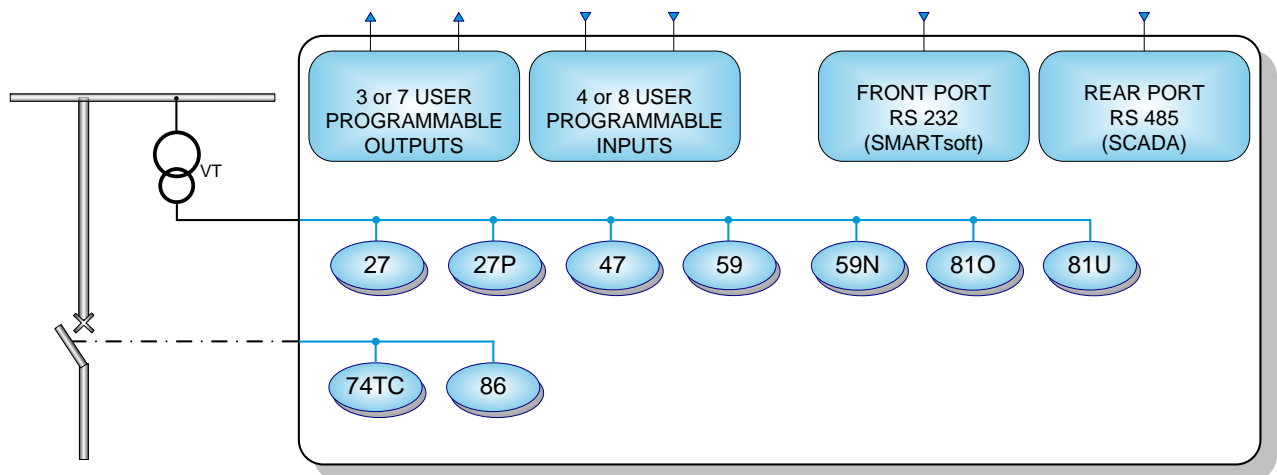 3 or 7 USER
PROGRAMMABLE
OUTPUTS
4 or 8 USER
PROGRAMMABLE
INPUTS
FRONT PORT
RS 232
(SMARTsoft)
REAR PORT
RS 485
(SCADA)
VT
27
27P
47
59
59N
81O
81U
74TC
86